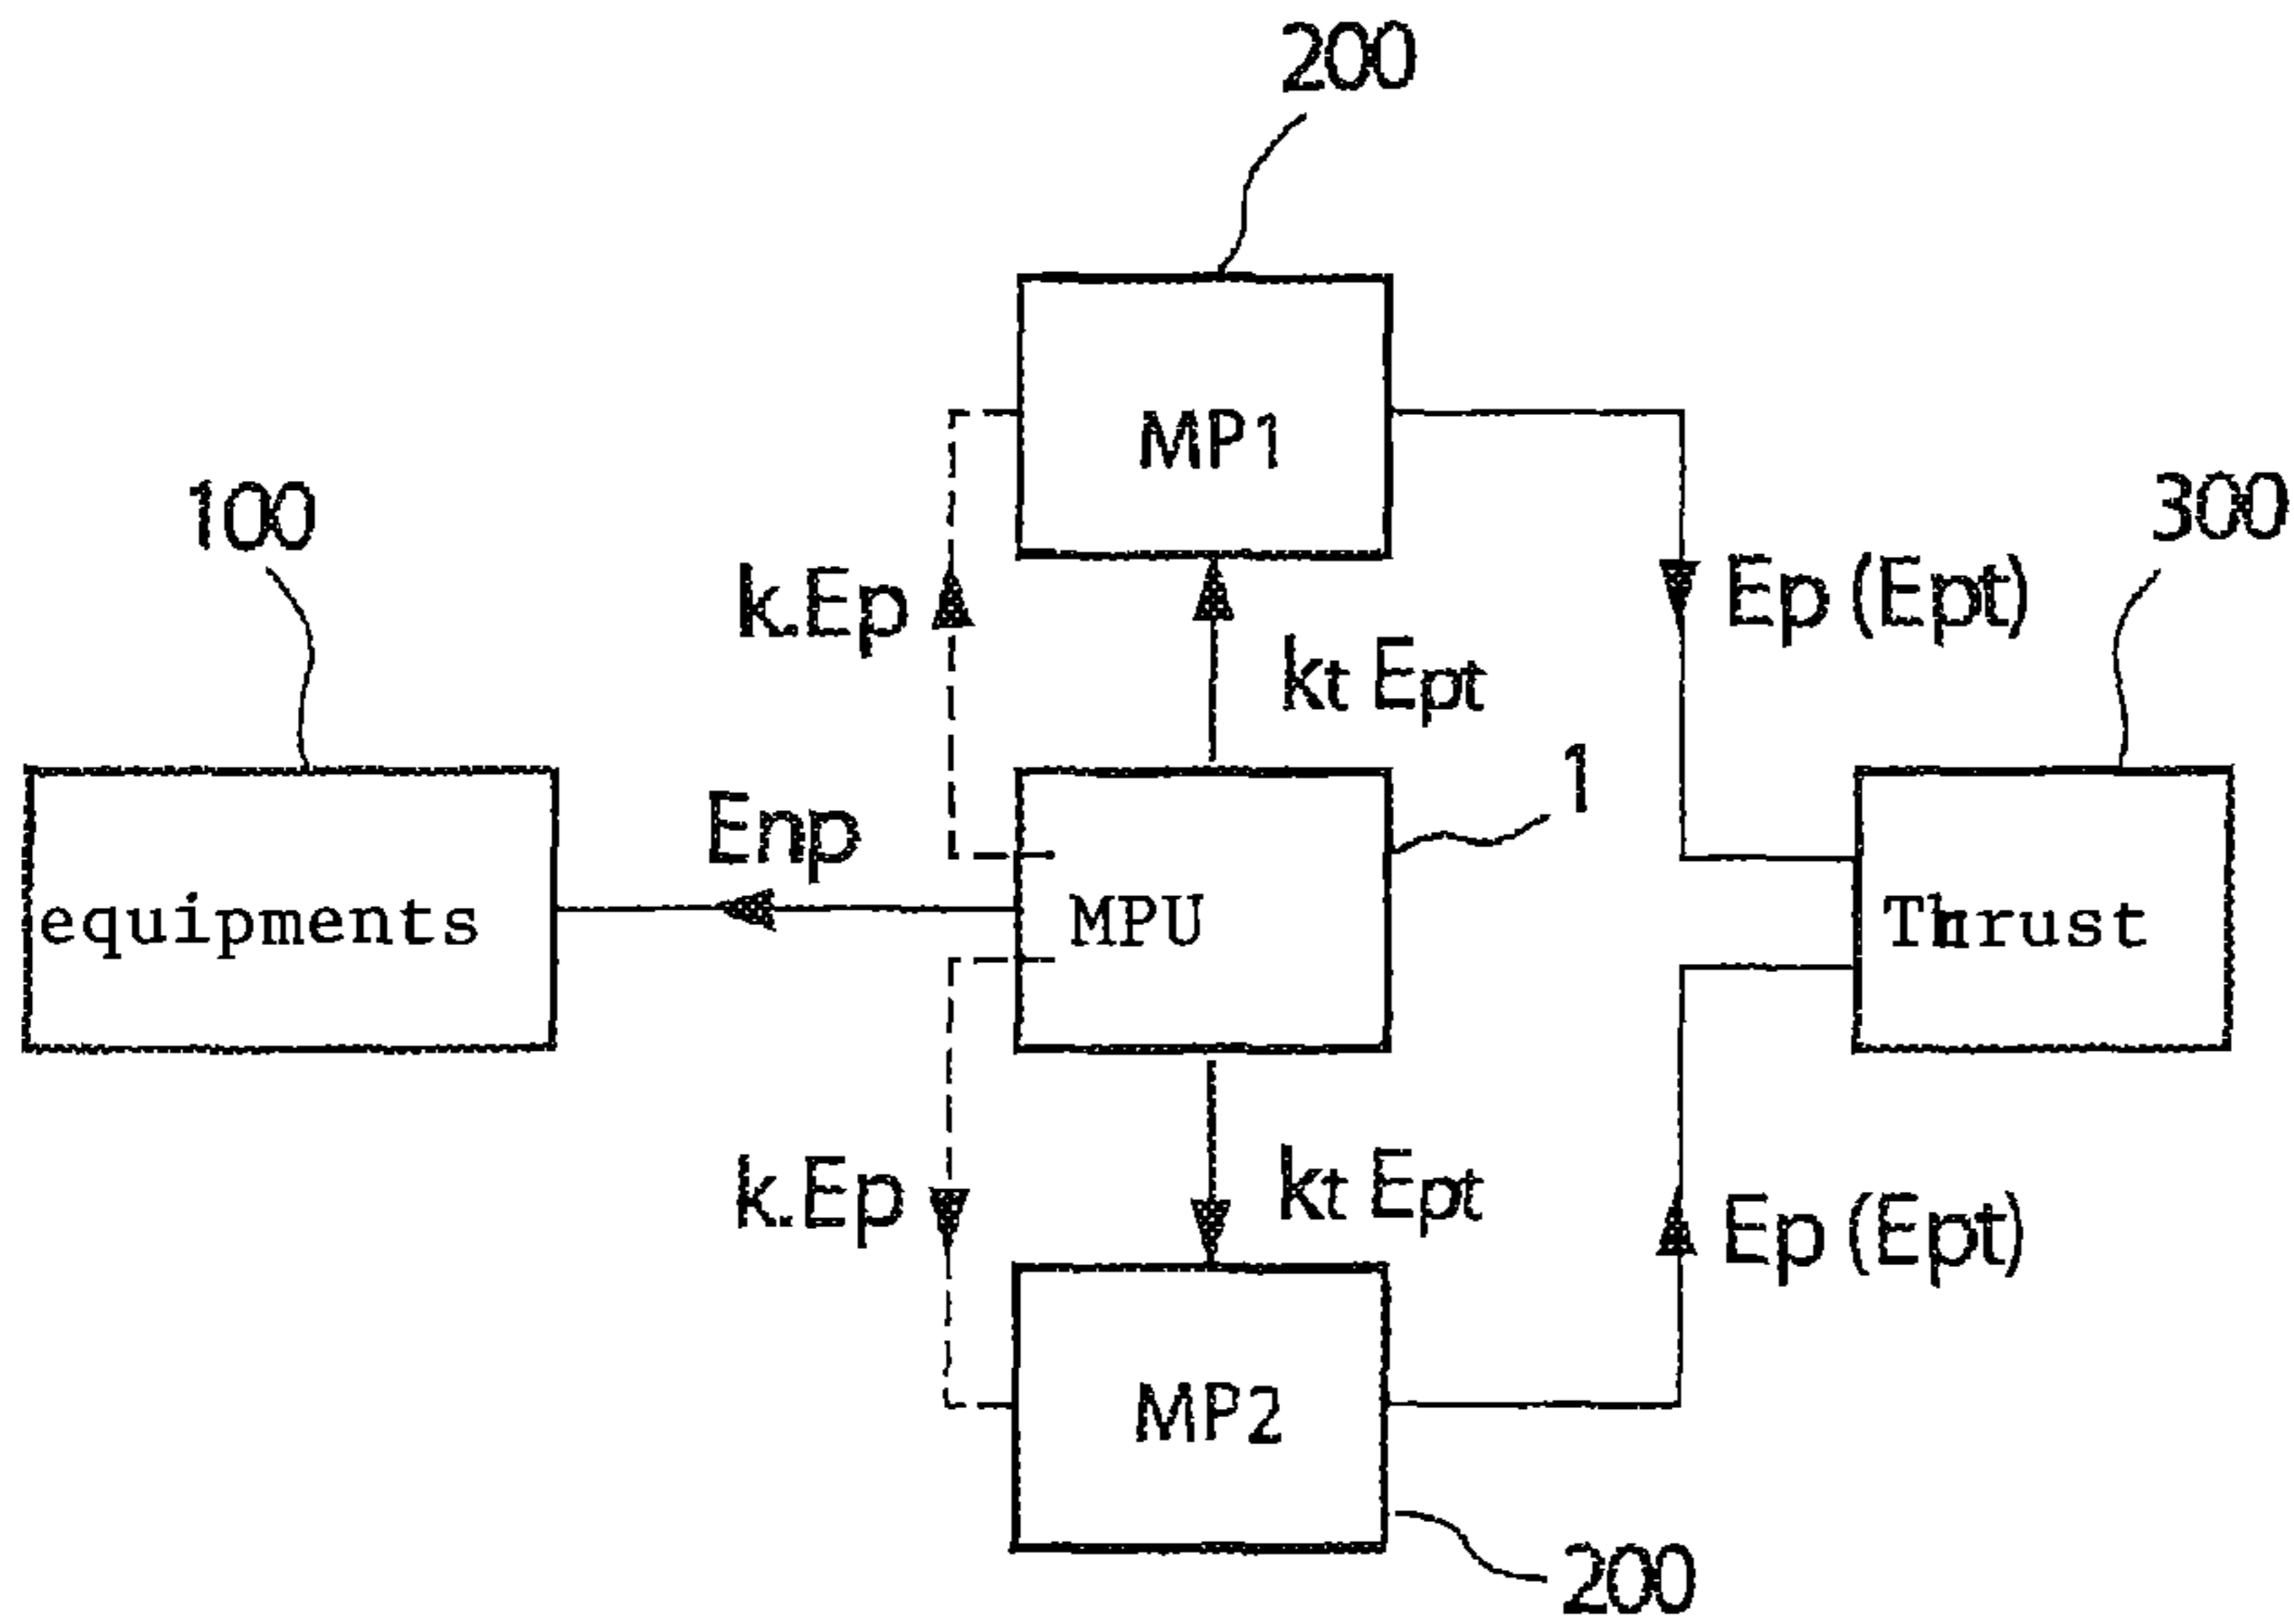 200
MP1
100
300
k.Ep
Ep (Ept)
kt Ept
1
Enp
equipments
MPU
Thrust
k.Ep
kt Ept
Ep (Ept)
MP2
200